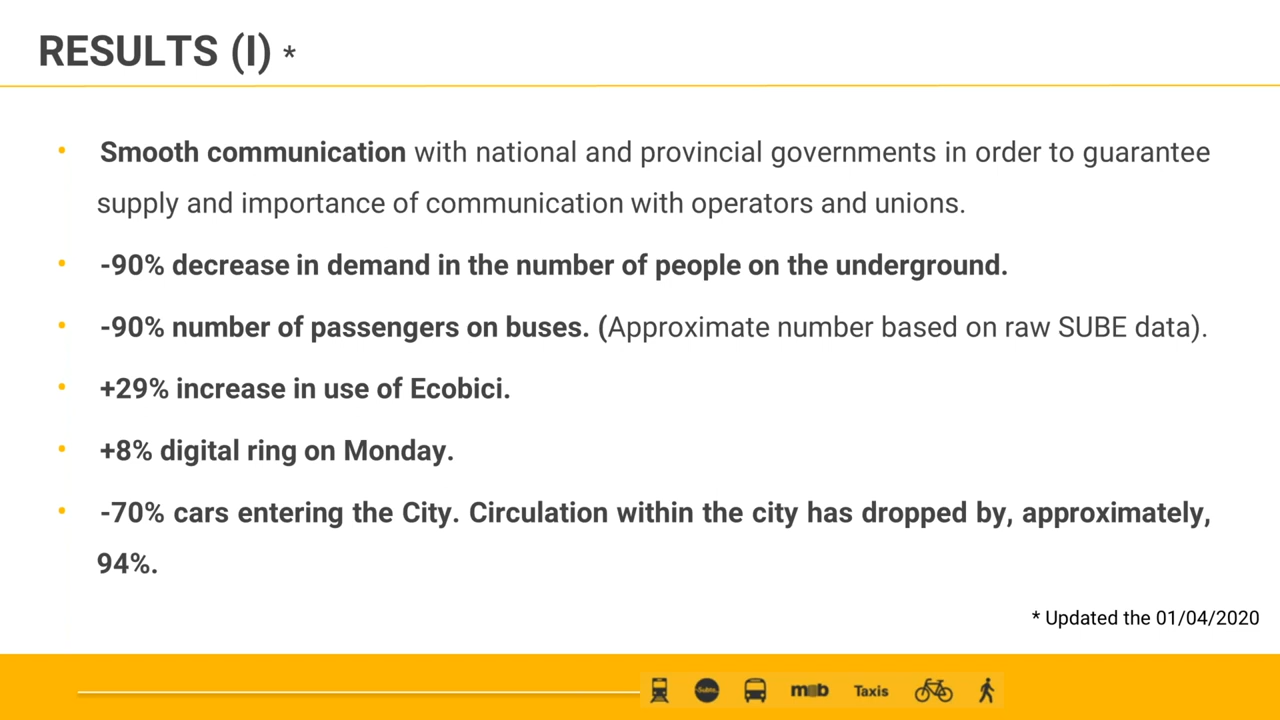 RESULTS (I) *
• Smooth communication with national and provincial governments in order to guarantee
supply and importance of communication with operators and unions.
• -90% decrease in demand in the number of people on the underground.
• -90% number of passengers on buses. (Approximate number based on raw SUBE data).
• +29% increase in use of Ecobici.
• +8% digital ring on Monday.
• -70% cars entering the City. Circulation within the city has dropped by, approximately,
94%.
* Updated the 01/04/2020
Taxis